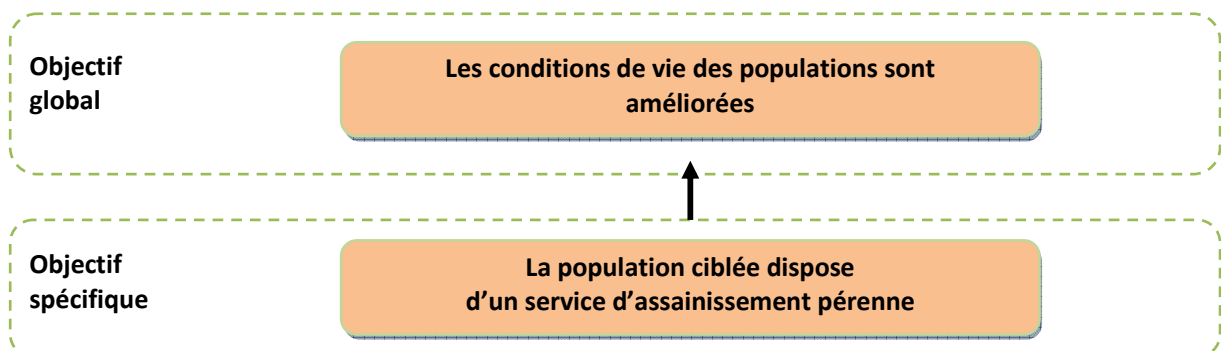 Objectif
global
Les conditions de vie des populations sont
améliorées
Objectif
spécifique
La population ciblée dispose
d’un service d’assainissement pérenne